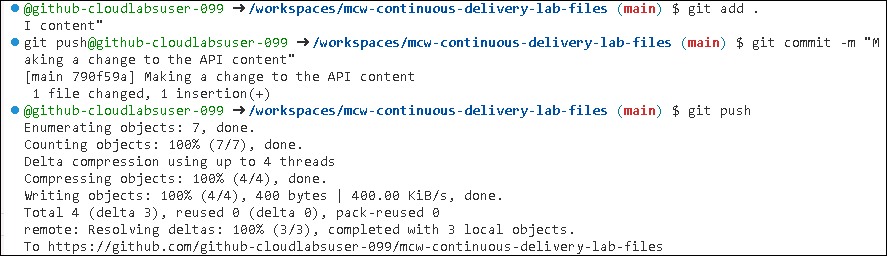 @github-cloudlabsuser-099 ➜ /workspaces/mcw-continuous-delivery-lab-files (main) $ git add .
I content"
git push@github-cloudlabsuser-099 ➜ /workspaces/mcw-continuous-delivery-lab-files (main) $ git commit -m "M
aking a change to the API content"
[main 790f59a] Making a change to the API content
 1 file changed, 1 insertion(+)
@github-cloudlabsuser-099 ➜ /workspaces/mcw-continuous-delivery-lab-files (main) $ git push
Enumerating objects: 7, done.
Counting objects: 100% (7/7), done.
Delta compression using up to 4 threads
Compressing objects: 100% (4/4), done.
Writing objects: 100% (4/4), 400 bytes | 400.00 KiB/s, done.
Total 4 (delta 3), reused 0 (delta 0), pack-reused 0
remote: Resolving deltas: 100% (3/3), completed with 3 local objects.
To https://github.com/github-cloudlabsuser-099/mcw-continuous-delivery-lab-files